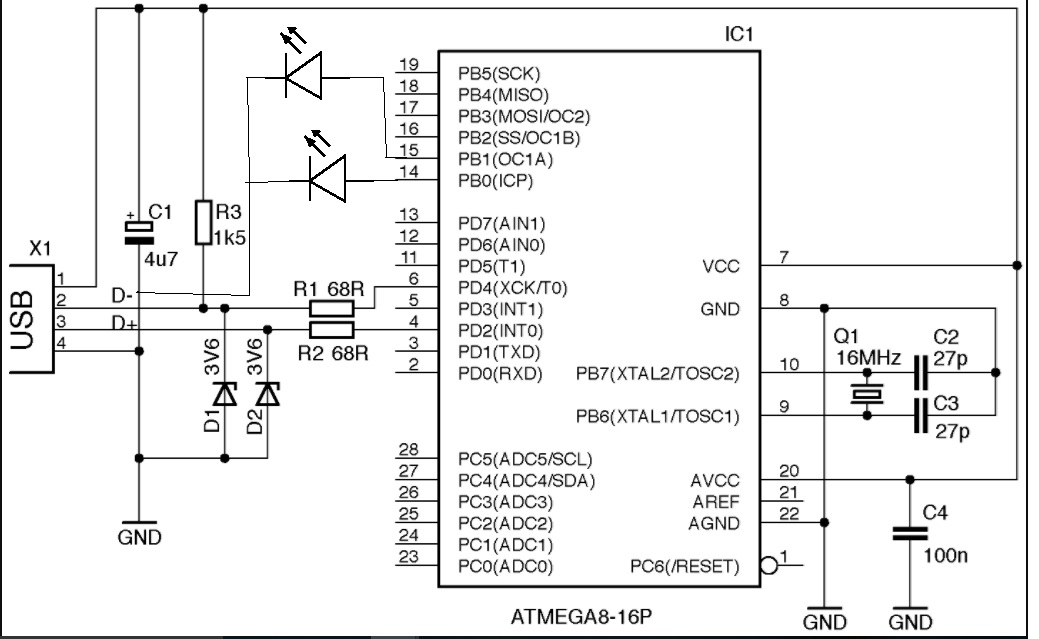 IC1
19 PB5(SCK)
18 PB4(MISO)
17 PB3(MOSI/OC2)
16 PB2(SS/OC1B)
15 PB1(OC1A)
14 PB0(ICP)
+ C1
4u7
R3
1k5
13 PD7(AIN1)
12 PD6(AIN0)
11 PD5(T1)
6 PD4(XCK/T0)
5 PD3(INT1)
4 PD2(INT0)
3 PD1(TXD)
2 PD0(RXD)
X1
USB
1
2
3
4
D-
D+
R1 68R
R2 68R
3V6
3V6
D1
D2
GND
VCC 7
GND 8
PB7(XTAL2/TOSC2) 10
PB6(XTAL1/TOSC1) 9
Q1
16MHz
C2
27p
C3
27p
28 PC5(ADC5/SCL)
27 PC4(ADC4/SDA)
26 PC3(ADC3)
25 PC2(ADC2)
24 PC1(ADC1)
23 PC0(ADC0)
AVCC 20
AREF 21
AGND 22
PC6(/RESET) 1
C4
100n
GND
GND
ATMEGA8-16P